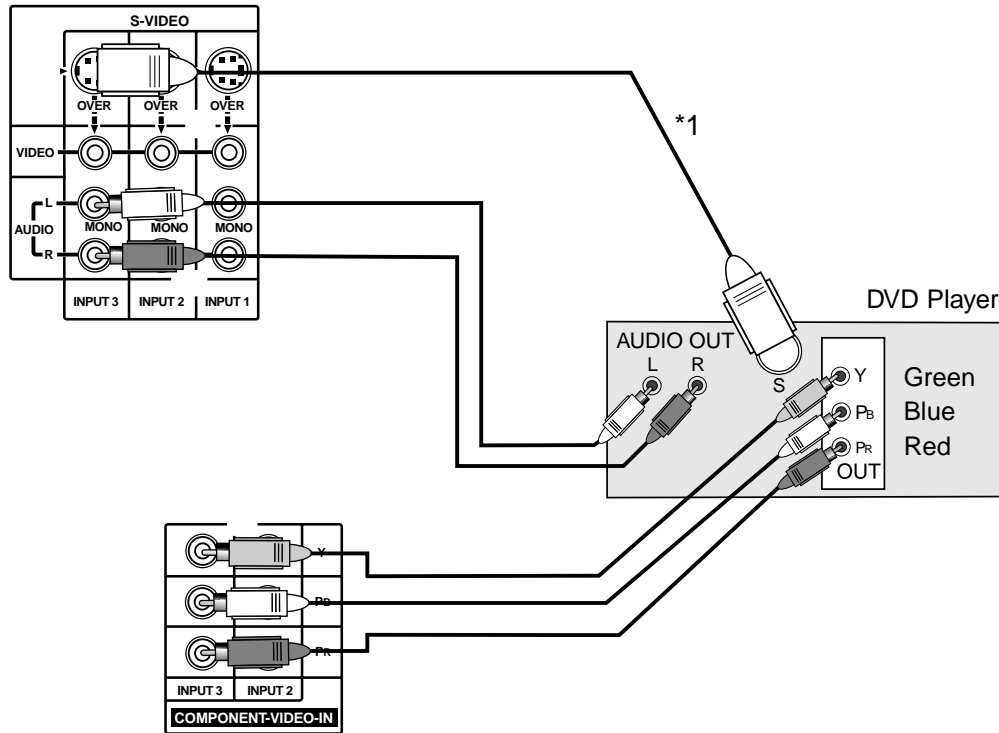 S-VIDEO
OVER OVER OVER
VIDEO
L
AUDIO MONO MONO MONO
R
INPUT 3 INPUT 2 INPUT 1
*1
DVD Player
AUDIO OUT
L R
S
Y Green
PB Blue
PR Red
OUT
Y
PB
PR
INPUT 3 INPUT 2
COMPONENT-VIDEO-IN